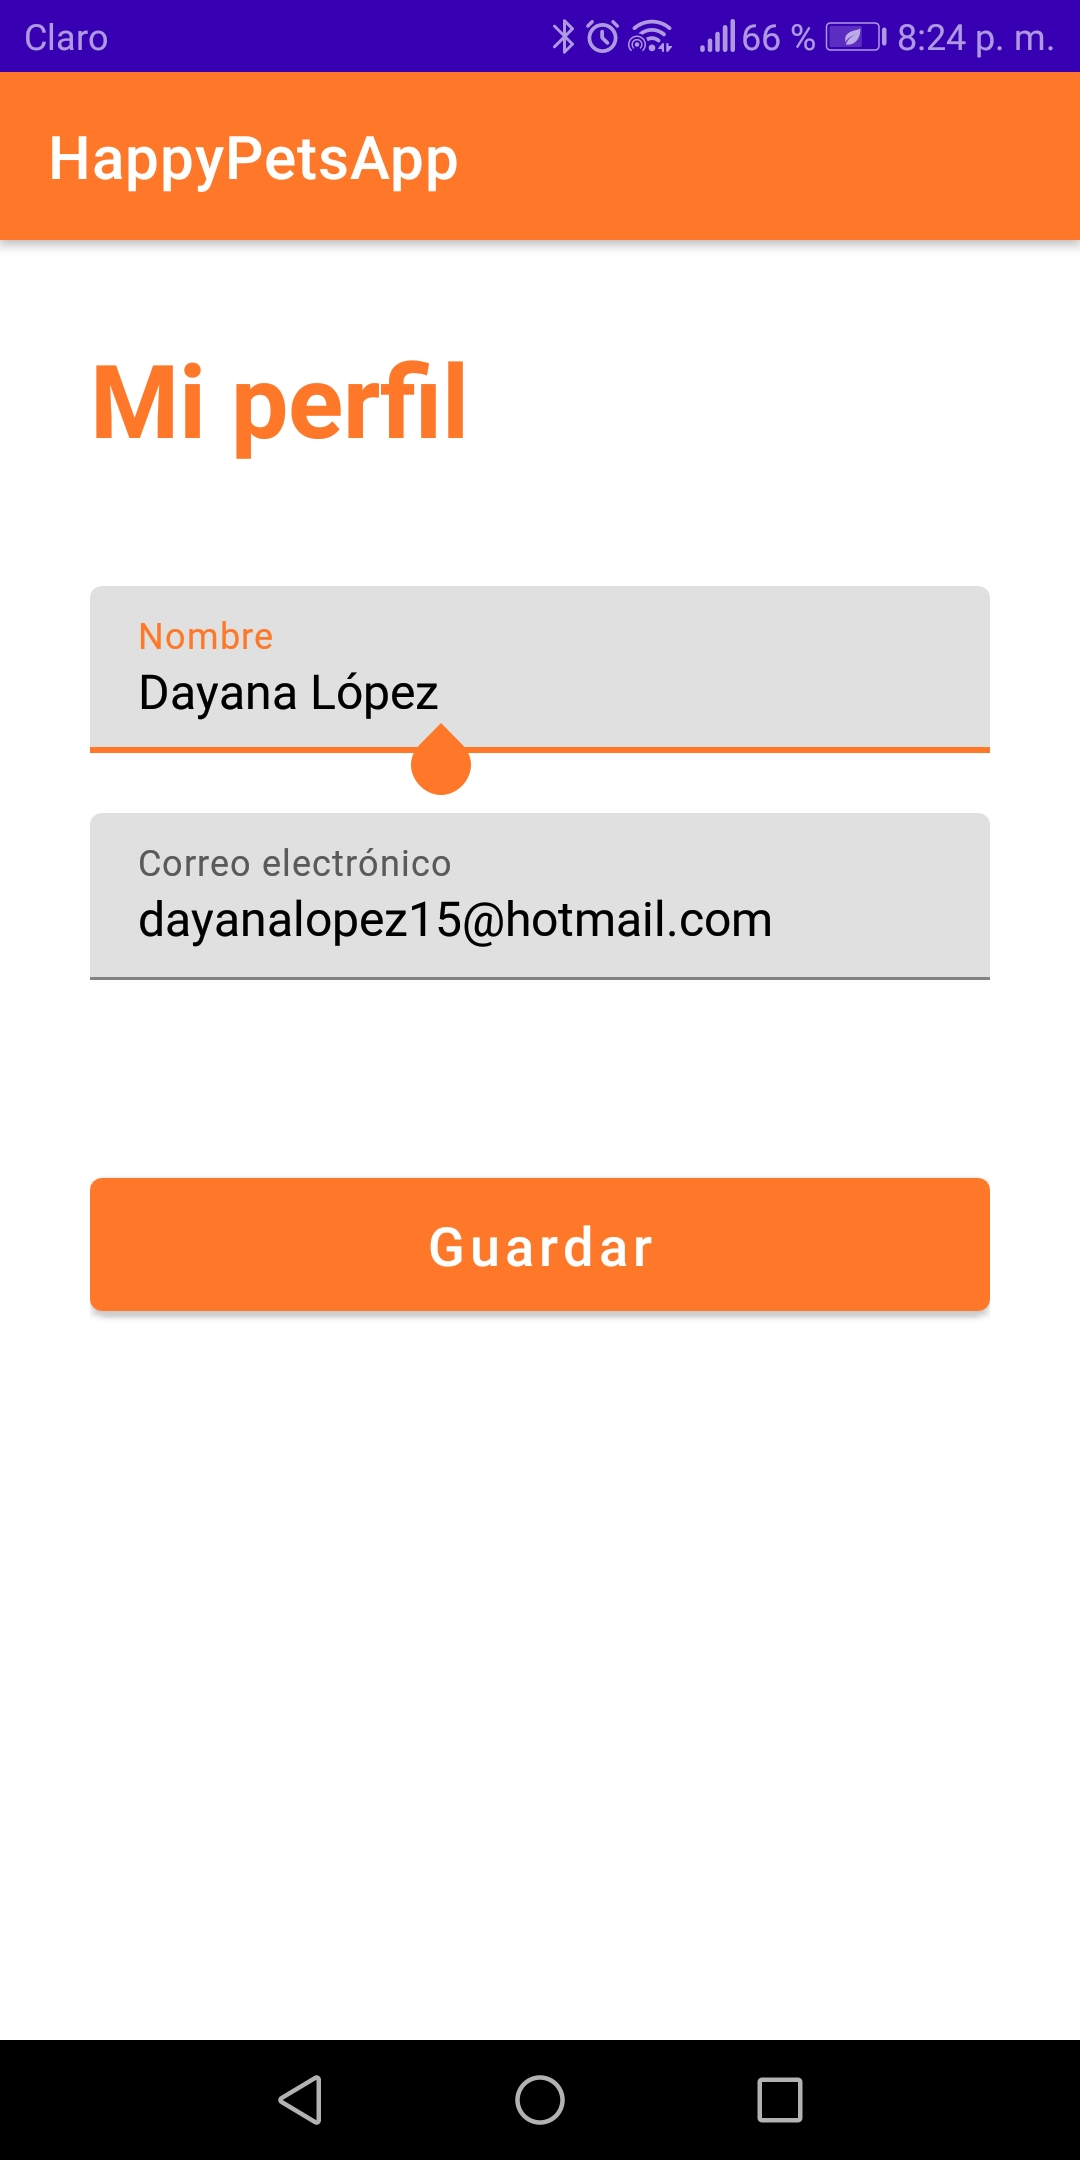 Claro 66 % 8:24 p. m.
HappyPetsApp
Mi perfil
Nombre
Dayana López
Correo electrónico
dayanalopez15@hotmail.com
Guardar